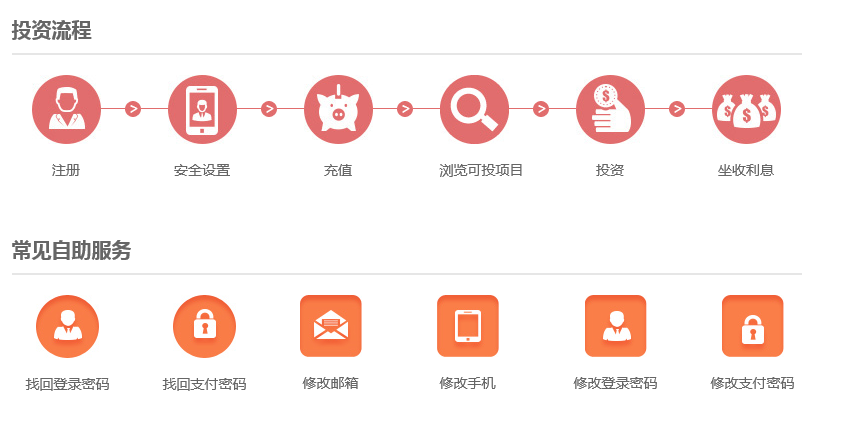 投资流程
注册 安全设置 充值 浏览可投项目 投资 坐收利息
常见自助服务
找回登录密码 找回支付密码 修改邮箱 修改手机 修改登录密码 修改支付密码